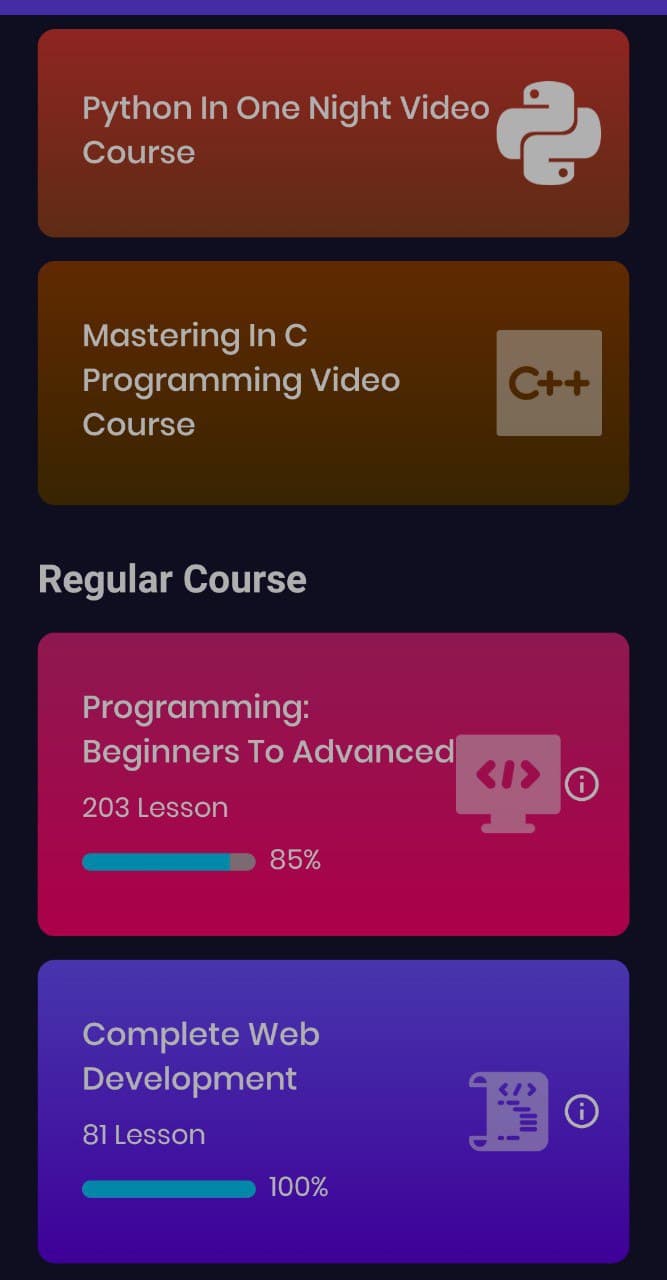 Python In One Night Video
Course
Mastering In C
Programming Video
Course
C++
Regular Course
Programming:
Beginners To Advanced
</>
203 Lesson
85%
Complete Web
Development
</>
81 Lesson
100%